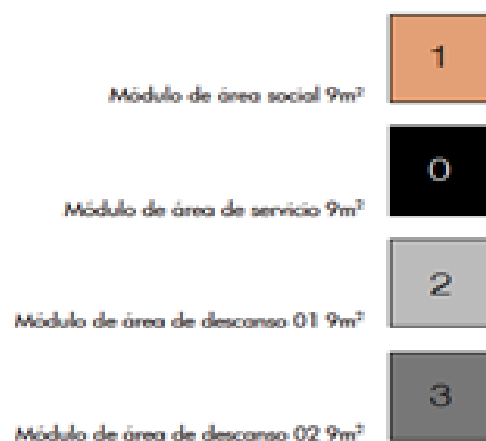 1
Módulo de área social 9m²
0
Módulo de área de servicio 9m²
2
Módulo de área de descanso 01 9m²
3
Módulo de área de descanso 02 9m²